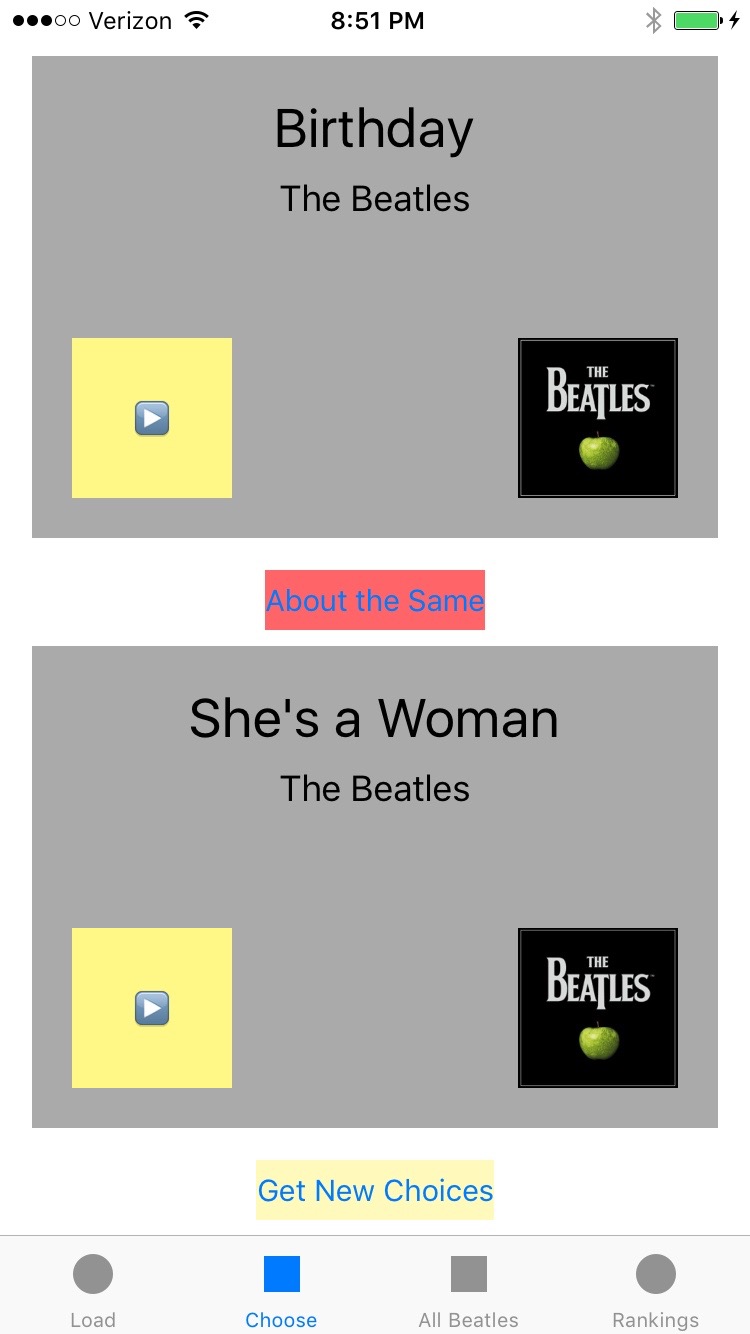 Verizon 8:51 PM
Birthday
The Beatles
THE
BEATLES
About the Same
She's a Woman
The Beatles
THE
BEATLES
Get New Choices
Load Choose All Beatles Rankings